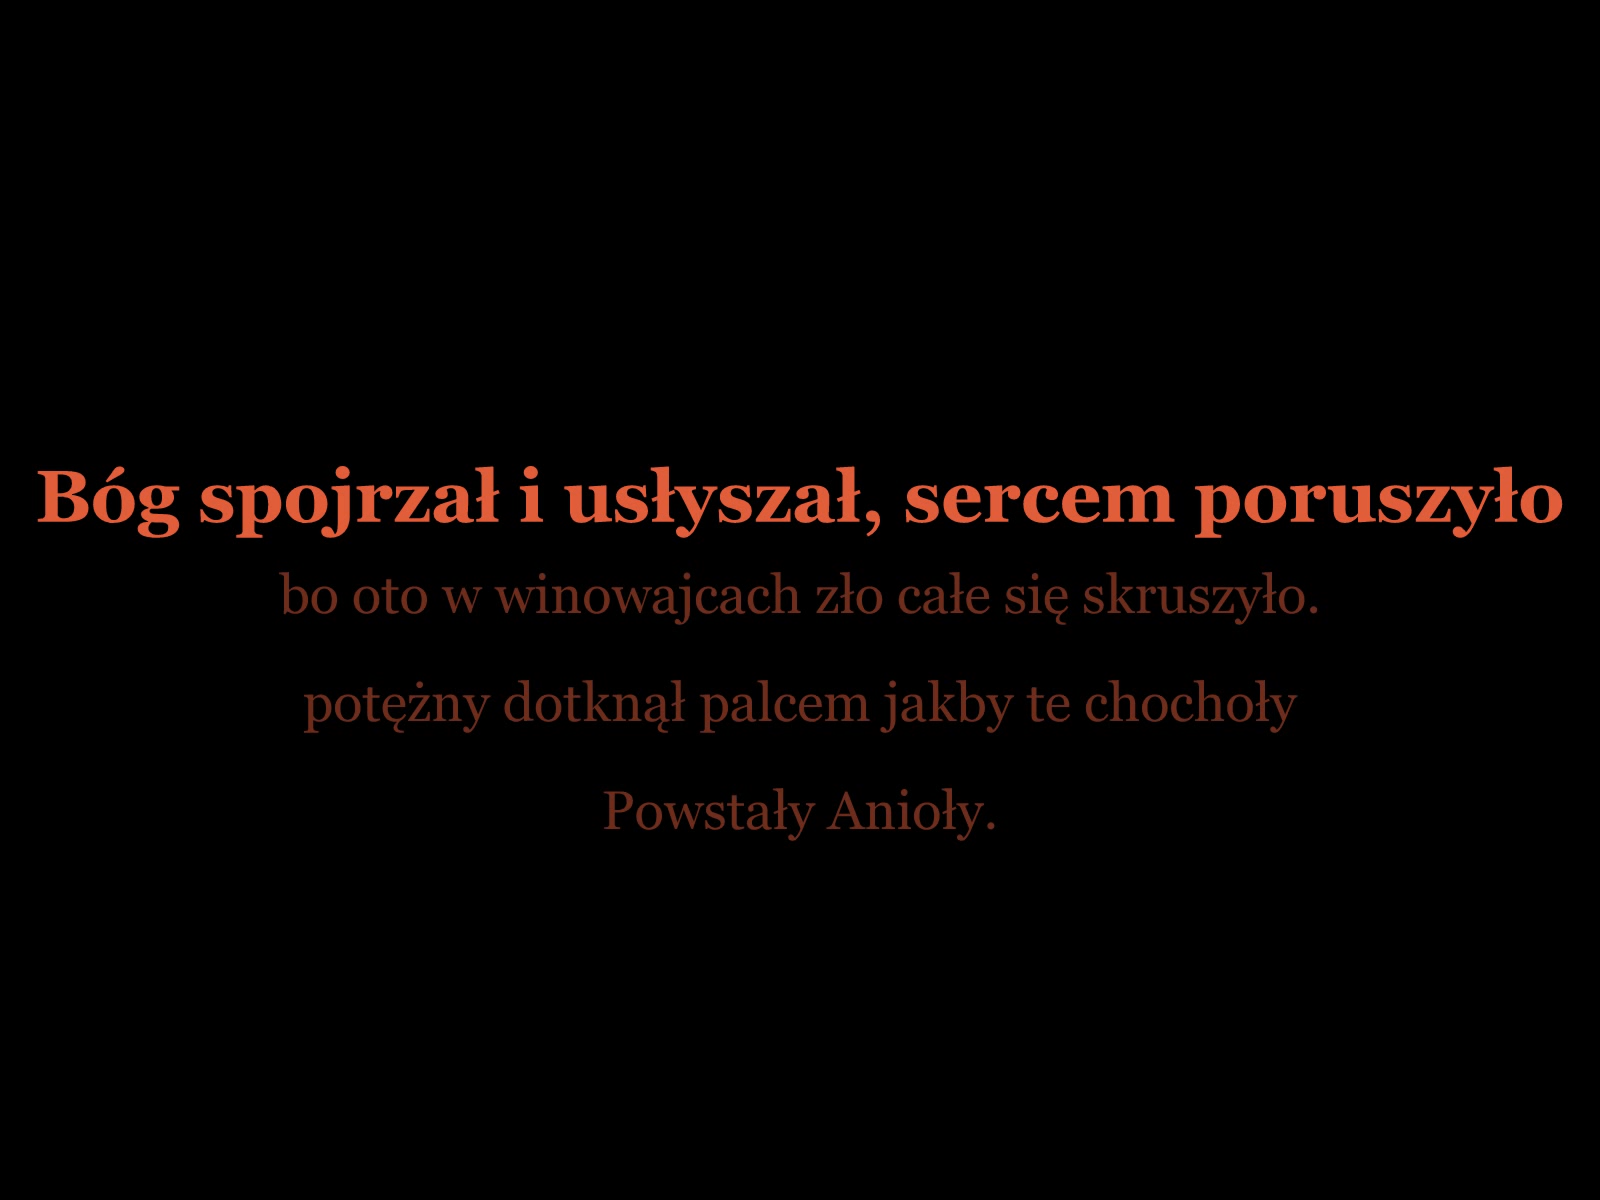 Bóg spojrzał i usłyszał, sercem poruszyło
bo oto w winowajcach zło całe się skruszyło.
potężny dotknął palcem jakby te chochoły
Powstały Anioły.